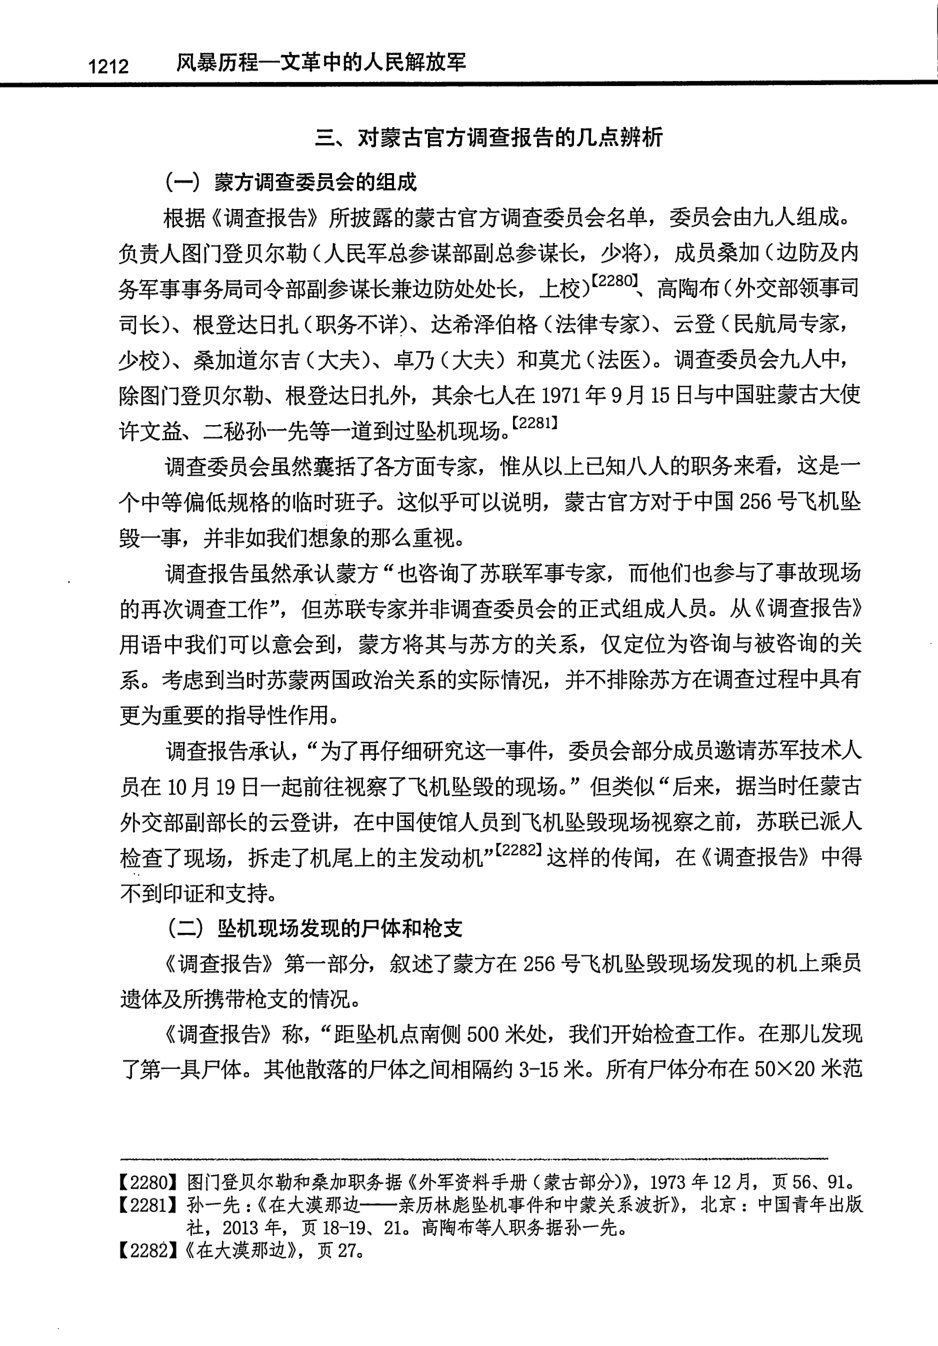 1212 风暴历程—文革中的人民解放军
三、对蒙古官方调查报告的几点辨析
(一) 蒙方调查委员会的组成
根据《调查报告》所披露的蒙古官方调查委员会名单，委员会由九人组成。
负责人图门登贝尔勒（人民军总参谋部副总参谋长，少将），成员桑加（边防及内
务军事事务局司令部副参谋长兼边防处处长，上校）【2280】、高陶布（外交部领事司
司长）、根登达日扎（职务不详）、达希泽伯格（法律专家）、云登（民航局专家，
少校）、桑加道尔吉（大夫）、卓乃（大夫）和莫尤（法医）。调查委员会九人中，
除图门登贝尔勒、根登达日扎外，其余七人在 1971 年 9 月 15 日与中国驻蒙古大使
许文益、二秘孙一先等一道到过坠机现场。【2281】
调查委员会虽然囊括了各方面专家，惟从以上已知八人的职务来看，这是一
个中等偏低规格的临时班子。这似乎可以说明，蒙古官方对于中国 256 号飞机坠
毁一事，并非如我们想象的那么重视。
调查报告虽然承认蒙方“也咨询了苏联军事专家，而他们也参与了事故现场
的再次调查工作”，但苏联专家并非调查委员会的正式组成人员。从《调查报告》
用语中我们可以意会到，蒙方将其与苏方的关系，仅定位为咨询与被咨询的关
系。考虑到当时苏蒙两国政治关系的实际情况，并不排除苏方在调查过程中具有
更为重要的指导性作用。
调查报告承认，“为了再仔细研究这一事件，委员会部分成员邀请苏军技术人
员在 10 月 19 日一起前往视察了飞机坠毁的现场。”但类似“后来，据当时任蒙古
外交部副部长的云登讲，在中国使馆人员到飞机坠毁现场视察之前，苏联已派人
检查了现场，拆走了机尾上的主发动机”【2282】这样的传闻，在《调查报告》中得
不到印证和支持。
(二) 坠机现场发现的尸体和枪支
《调查报告》第一部分，叙述了蒙方在 256 号飞机坠毁现场发现的机上乘员
遗体及所携带枪支的情况。
《调查报告》称，“距坠机点南侧 500 米处，我们开始检查工作。在那儿发现
了第一具尸体。其他散落的尸体之间相隔约 3-15 米。所有尸体分布在 50×20 米范
【2280】图门登贝尔勒和桑加职务据《外军资料手册（蒙古部分）》，1973 年 12 月，页 56、91。
【2281】孙一先：《在大漠那边——亲历林彪坠机事件和中蒙关系波折》，北京：中国青年出版
社，2013 年，页 18-19、21。高陶布等人职务据孙一先。
【2282】《在大漠那边》，页 27。